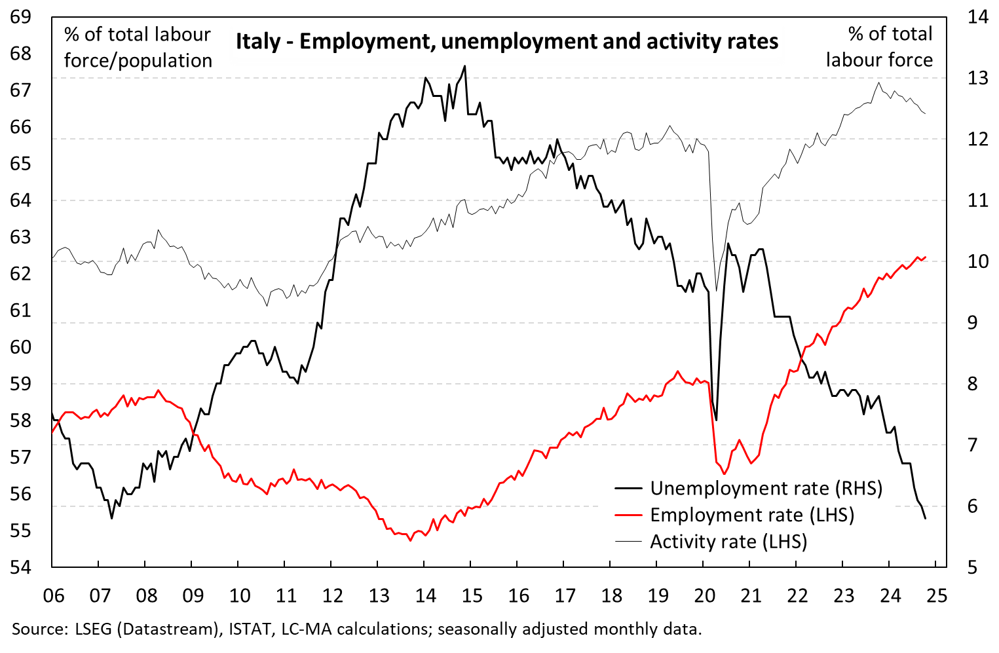 Italy - Employment, unemployment and activity rates
% of total labour
force/population
% of total
labour force
69
68
67
66
65
64
63
62
61
60
59
58
57
56
55
54
14
13
12
11
10
9
8
7
6
5
Unemployment rate (RHS)
Employment rate (LHS)
Activity rate (LHS)
06 07 08 09 10 11 12 13 14 15 16 17 18 19 20 21 22 23 24 25
Source: LSEG (Datastream), ISTAT, LC-MA calculations; seasonally adjusted monthly data.